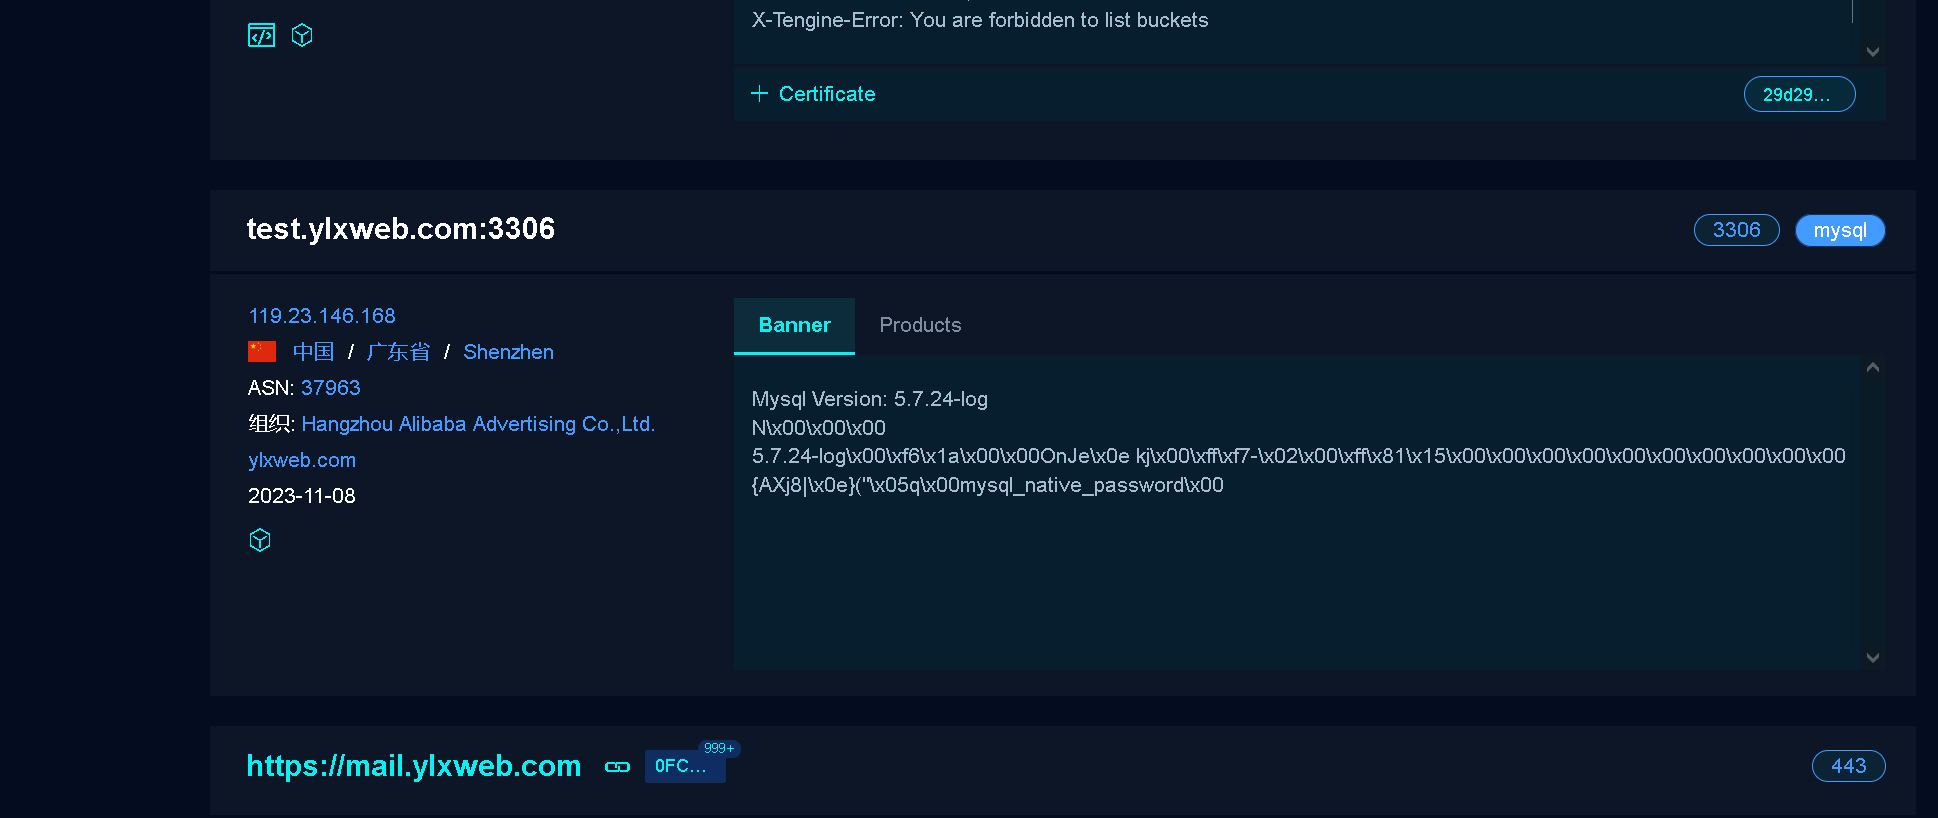 X-Tengine-Error: You are forbidden to list buckets
Certificate
29d29...
test.ylxweb.com:3306
3306
mysql
119.23.146.168
中国 / 广东省 / Shenzhen
ASN: 37963
组织: Hangzhou Alibaba Advertising Co.,Ltd.
ylxweb.com
2023-11-08
Banner
Products
Mysql Version: 5.7.24-log
N\x00\x00\x00
5.7.24-log\x00\xf6\x1a\x00\x00OnJe\x0e kj\x00\xff\xf7-\x02\x00\xff\x81\x15\x00\x00\x00\x00\x00\x00\x00\x00\x00\x00
{AXj8|\x0e}("\x05q\x00mysql_native_password\x00
https://mail.ylxweb.com
0FC...
999+
443